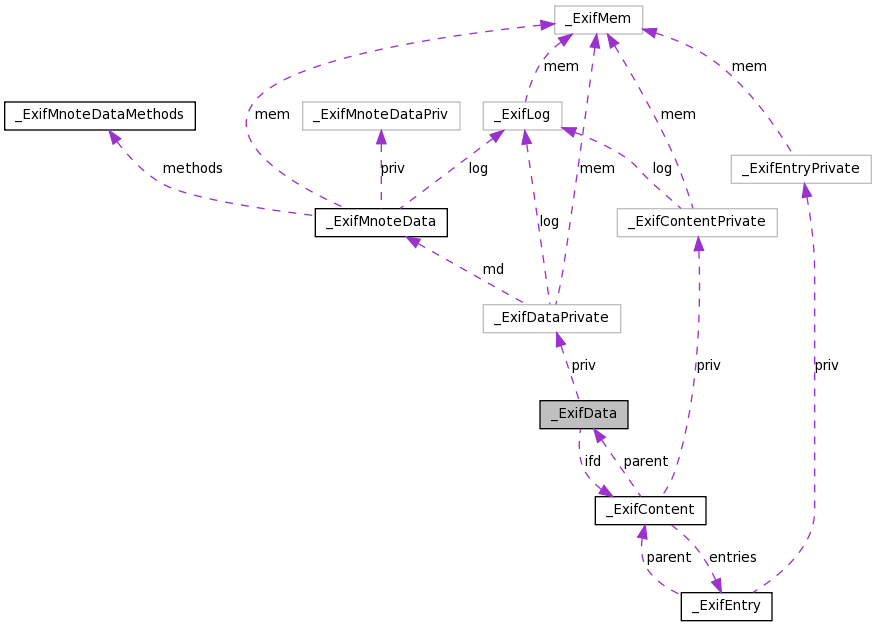 _ExifMem
mem
_ExifMnoteDataMethods
_ExifMnoteDataPriv
_ExifLog
mem
mem
mem
methods
priv
log
mem
log
_ExifEntryPrivate
_ExifMnoteData
log
_ExifContentPrivate
md
_ExifDataPrivate
priv
priv
priv
_ExifData
ifd
parent
_ExifContent
parent
entries
_ExifEntry